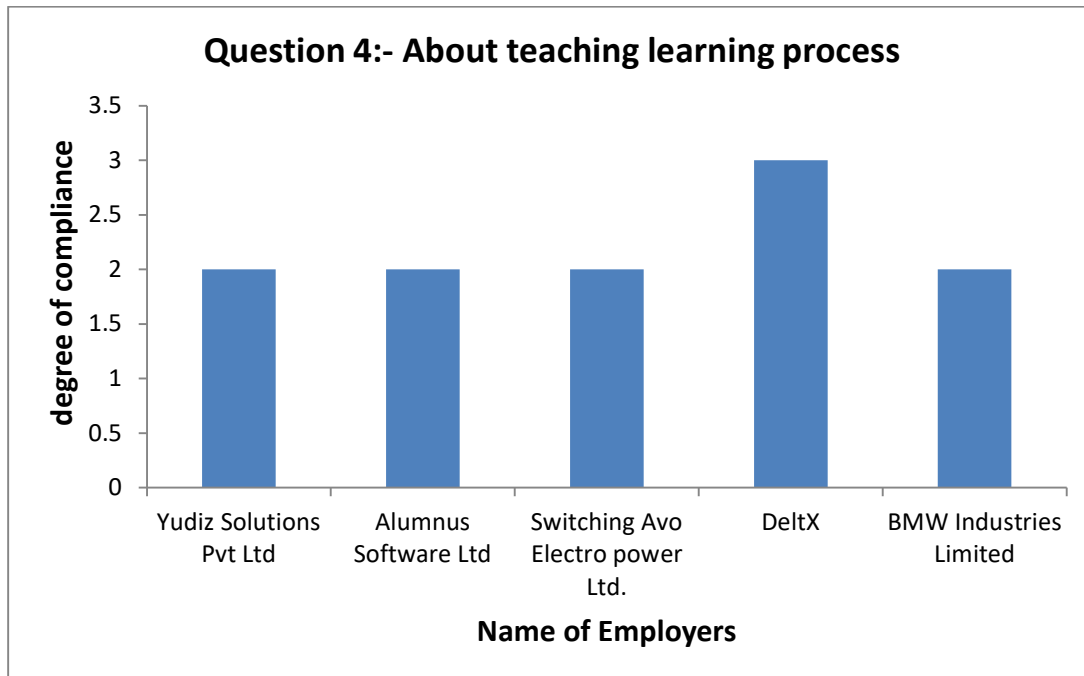 Question 4:- About teaching learning process
degree of compliance
3.5
3
2.5
2
1.5
1
0.5
0
Yudiz Solutions
Pvt Ltd
Alumnus
Software Ltd
Switching Avo
Electro power
Ltd.
DeltX
BMW Industries
Limited
Name of Employers